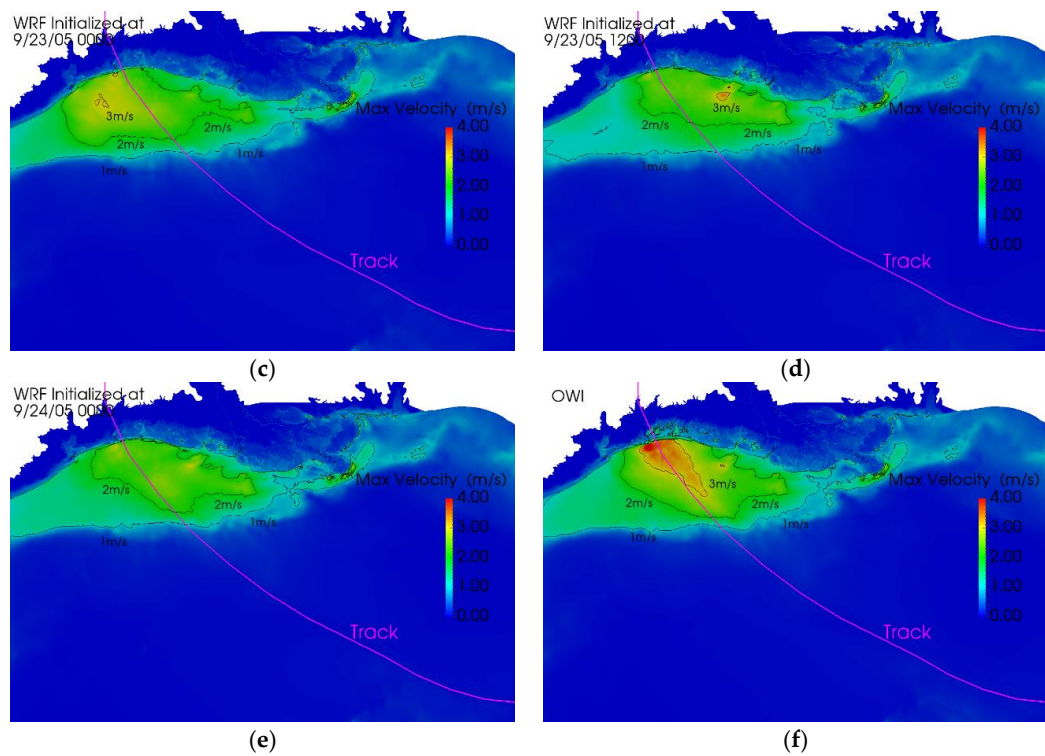 WRF Initialized at
9/23/05 0000
Max Velocity (m/s)
4.00
3.00
2.00
1.00
0.00
3m/s
2m/s
2m/s
1m/s
1m/s
Track
(c)
WRF Initialized at
9/23/05 1200
Max Velocity (m/s)
4.00
3.00
2.00
1.00
0.00
3m/s
2m/s
2m/s
1m/s
1m/s
Track
(d)
WRF Initialized at
9/24/05 0000
Max Velocity (m/s)
4.00
3.00
2.00
1.00
0.00
2m/s
2m/s
1m/s
1m/s
Track
(e)
OWI
Max Velocity (m/s)
4.00
3.00
2.00
1.00
0.00
3m/s
2m/s
2m/s
1m/s
Track
(f)